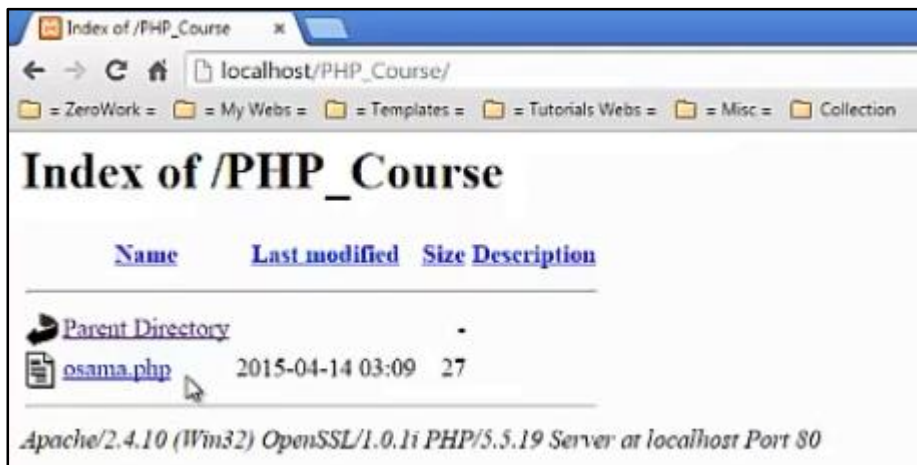 Index of /PHP_Course
localhost/PHP_Course/
= ZeroWork = = My Webs = = Templates = = Tutorials Webs = = Misc = Collection
Index of /PHP_Course
Name Last modified Size Description
Parent Directory -
osama.php 2015-04-14 03:09 27
Apache/2.4.10 (Win32) OpenSSL/1.0.1i PHP/5.5.19 Server at localhost Port 80